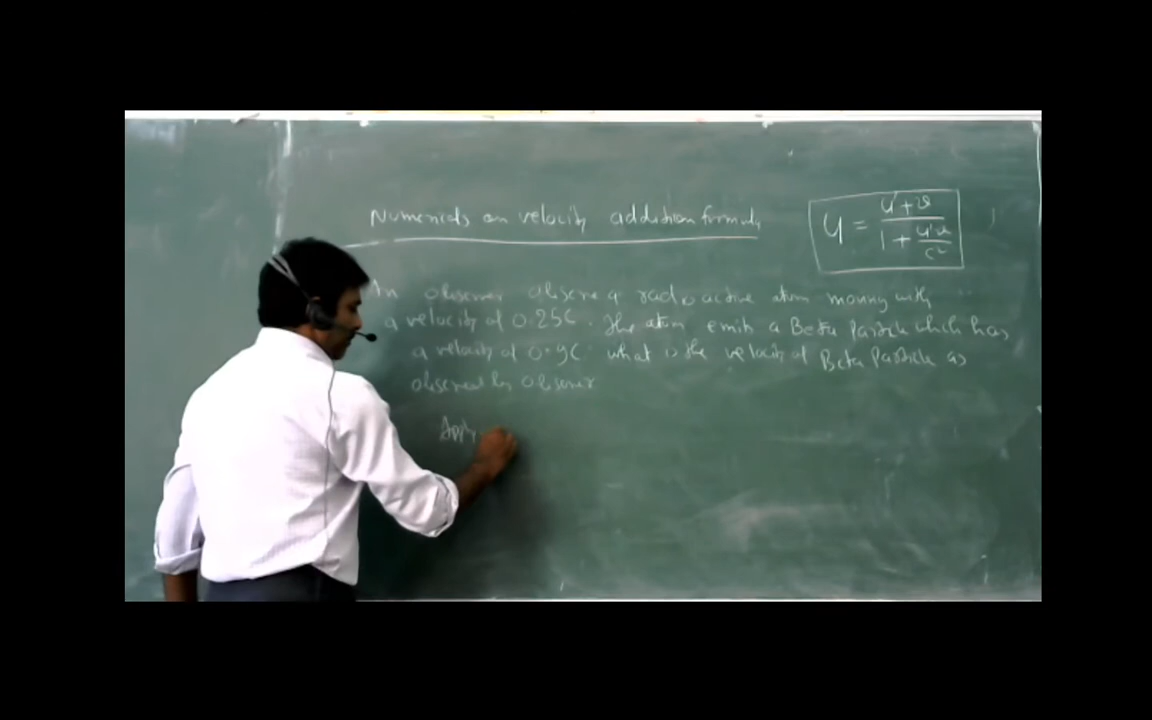 Numericals on velocity addition formula
u = u' + v / 1 + u'v / c²
An observer observe a radioactive atom moving with
a velocity of 0.25C. The atom emits a Beta Particle which has
a velocity of 0.9C. what is the velocity of Beta Particle as
observed by observer
Apply